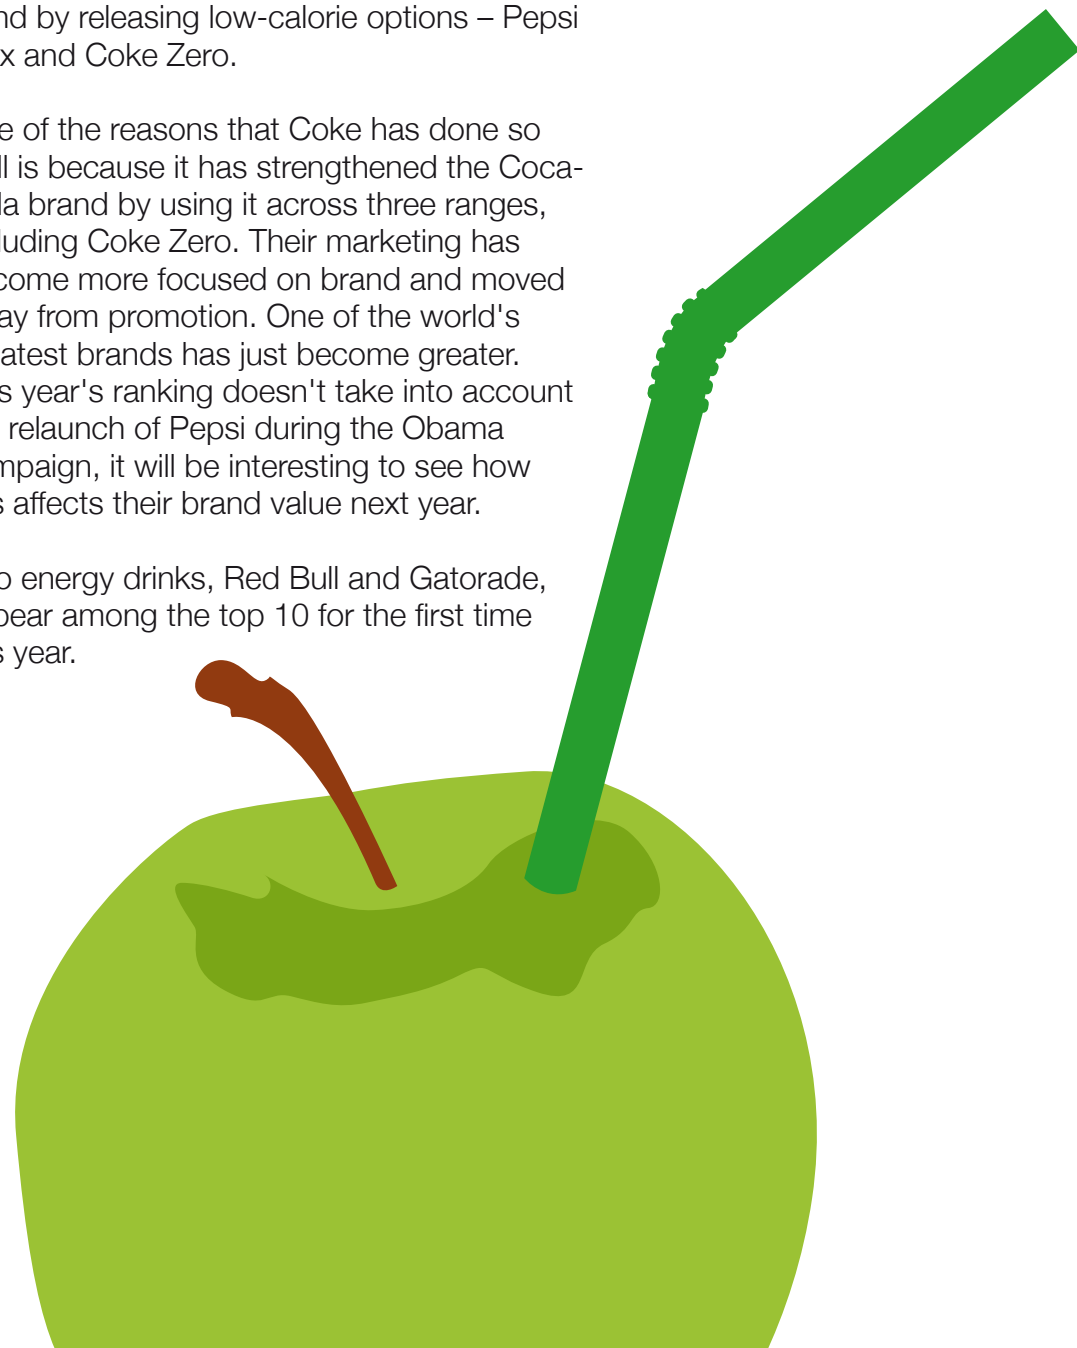 nd by releasing low-calorie options – Pepsi
x and Coke Zero.
e of the reasons that Coke has done so
ll is because it has strengthened the Coca-
la brand by using it across three ranges,
luding Coke Zero. Their marketing has
come more focused on brand and moved
ay from promotion. One of the world's
atest brands has just become greater.
s year's ranking doesn't take into account
relaunch of Pepsi during the Obama
mpaign, it will be interesting to see how
s affects their brand value next year.
o energy drinks, Red Bull and Gatorade,
pear among the top 10 for the first time
s year.